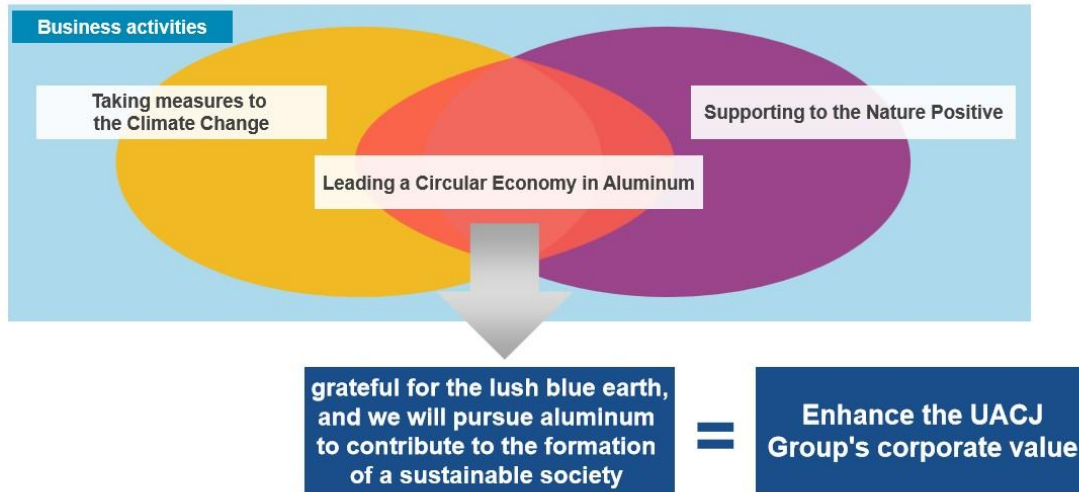 Business activities
Taking measures to
the Climate Change
Supporting to the Nature Positive
Leading a Circular Economy in Aluminum
grateful for the lush blue earth,
and we will pursue aluminum
to contribute to the formation
of a sustainable society
=
Enhance the UACJ
Group's corporate value